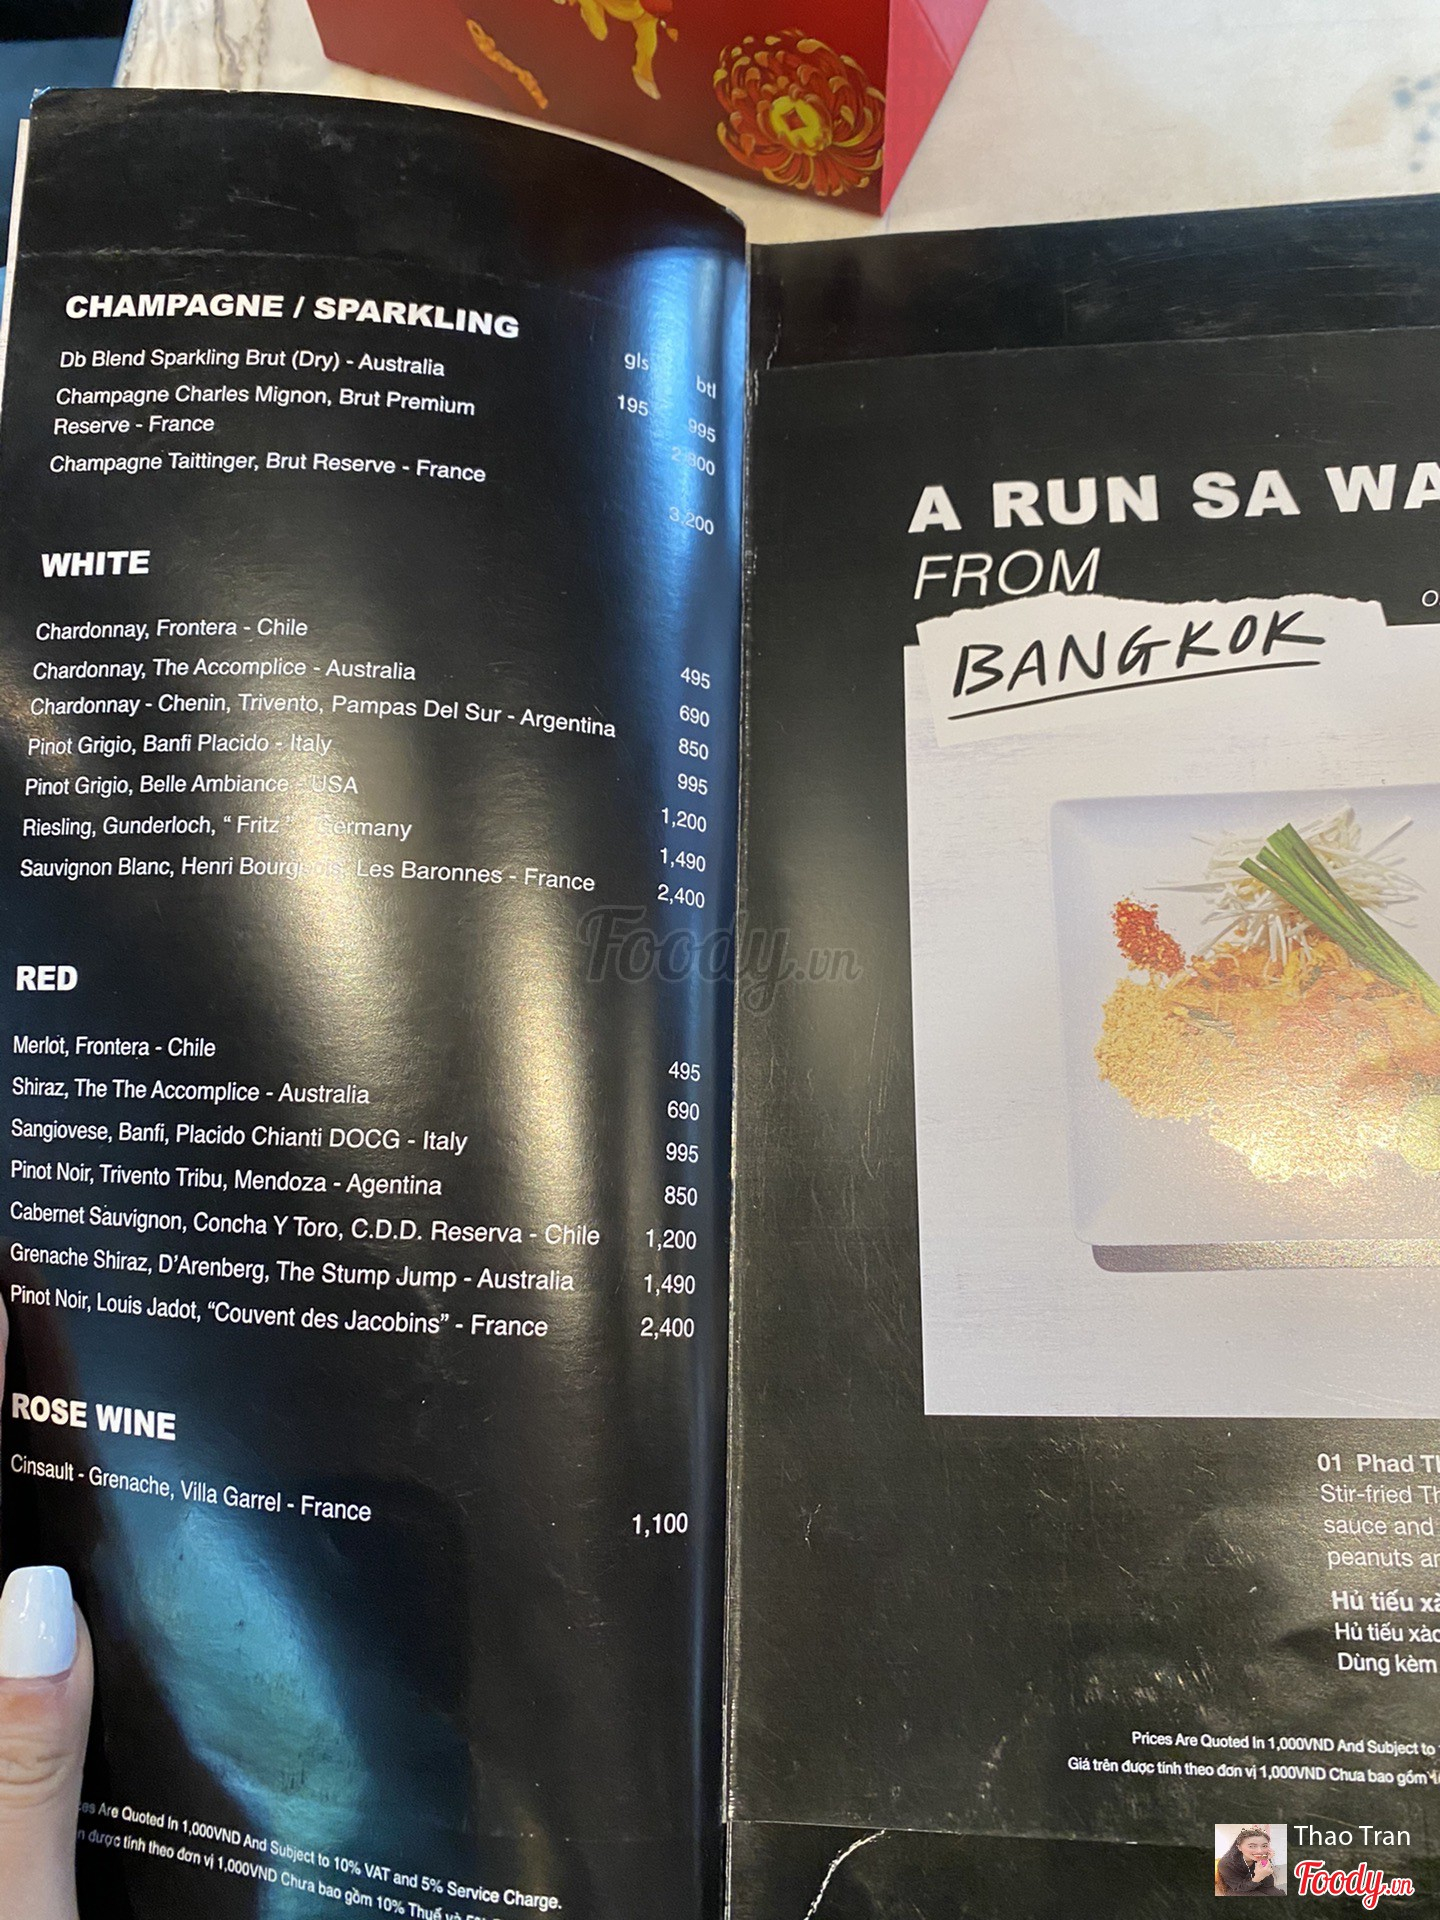 CHAMPAGNE / SPARKLING
gls btl
Db Blend Sparkling Brut (Dry) - Australia 195 995
Champagne Charles Mignon, Brut Premium
Reserve - France 2,800
Champagne Taittinger, Brut Reserve - France 3,200
WHITE
Chardonnay, Frontera - Chile 495
Chardonnay, The Accomplice - Australia 690
Chardonnay - Chenin, Trivento, Pampas Del Sur - Argentina 850
Pinot Grigio, Banfi Placido - Italy 995
Pinot Grigio, Belle Ambiance - USA 1,200
Riesling, Gunderloch, “ Fritz ” - Germany 1,490
Sauvignon Blanc, Henri Bourgeois, Les Baronnes - France 2,400
RED
Merlot, Frontera - Chile 495
Shiraz, The The Accomplice - Australia 690
Sangiovese, Banfi, Placido Chianti DOCG - Italy 995
Pinot Noir, Trivento Tribu, Mendoza - Agentina 850
Cabernet Sauvignon, Concha Y Toro, C.D.D. Reserva - Chile 1,200
Grenache Shiraz, D’Arenberg, The Stump Jump - Australia 1,490
Pinot Noir, Louis Jadot, “Couvent des Jacobins” - France 2,400
ROSE WINE
Cinsault - Grenache, Villa Garrel - France 1,100
Are Quoted In 1,000VND And Subject to 10% VAT and 5% Service Charge.
được tính theo đơn vị 1,000VND Chưa bao gồm 10% Thuế và
A RUN SA WA
FROM
BANGKOK
01 Phad
Stir-fried
sauce and
peanuts
Hủ tiếu
Hủ tiếu xào
Dùng kèm
Prices Are Quoted In 1,000VND And Subject to
Giá trên được tính theo đơn vị 1,000VND Chưa bao gồm
Foody.vn
Thao Tran
Foody.vn